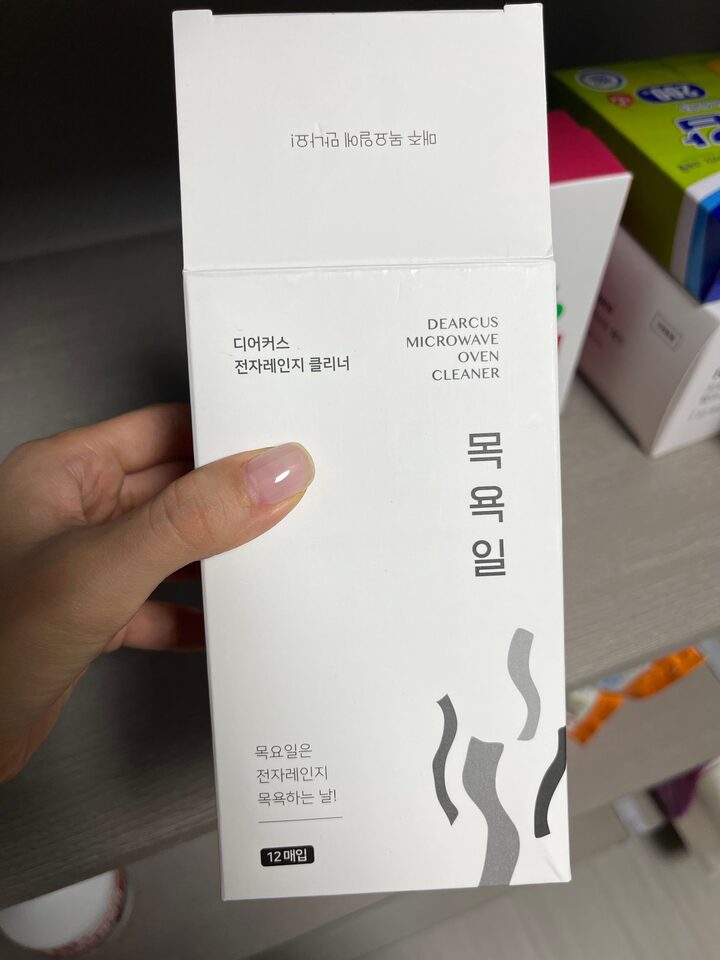 매주 목요일에 만나요!
디어커스
전자레인지 클리너
DEARCUS
MICROWAVE
OVEN
CLEANER
목욕일
목요일은
전자레인지
목욕하는 날!
12매입
200